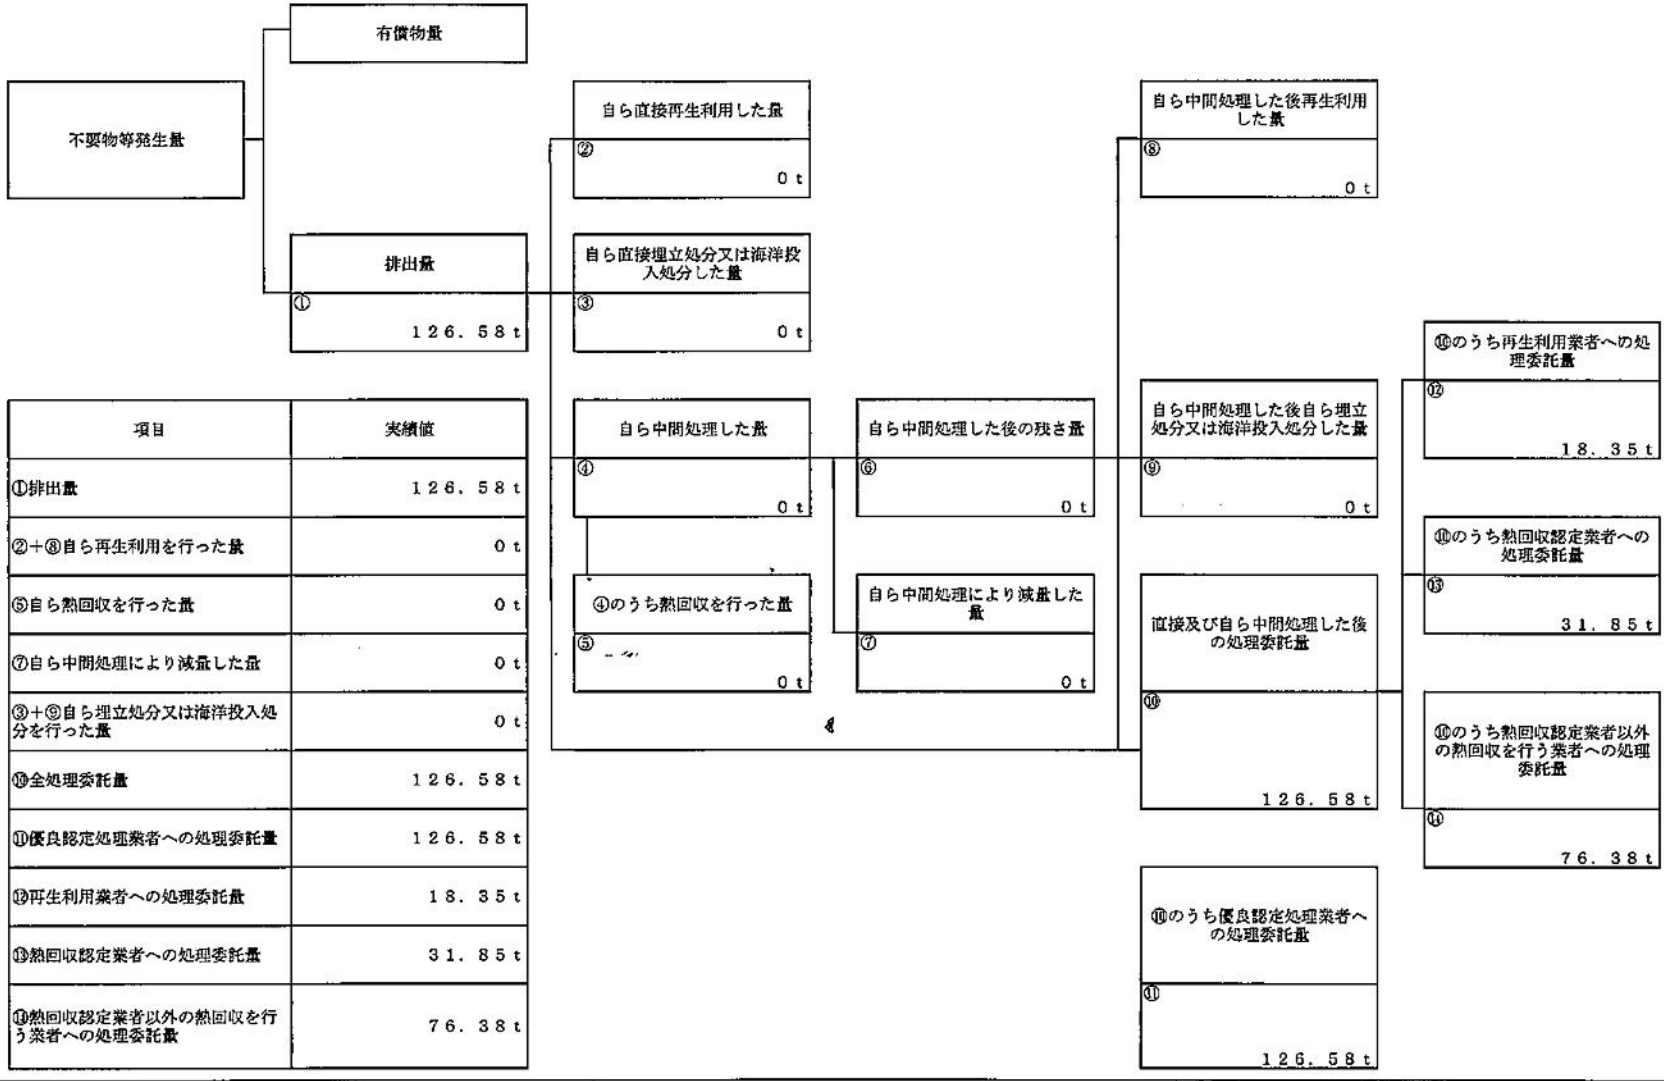 有償物量
不要物等発生量
自ら直接再生利用した量
②
0 t
自ら中間処理した後再生利用
した量
⑧
0 t
排出量
①
126.58t
自ら直接埋立処分又は海洋投
入処分した量
③
0 t
項目
実績値
①排出量
126.58t
②+⑧自ら再生利用を行った量
0 t
⑤自ら熱回収を行った量
0 t
⑦自ら中間処理により減量した量
0 t
③+⑨自ら埋立処分又は海洋投入処
分を行った量
0 t
⑩全処理委託量
126.58t
⑪優良認定処理業者への処理委託量
126.58t
⑫再生利用業者への処理委託量
18.35t
⑬熱回収認定業者への処理委託量
31.85t
⑭熱回収認定業者以外の熱回収を行
う業者への処理委託量
76.38t
自ら中間処理した量
④
0 t
④のうち熱回収を行った量
⑤
0 t
自ら中間処理した後の残さ量
⑥
0 t
自ら中間処理により減量した
量
⑦
0 t
自ら中間処理した後自ら埋立
処分又は海洋投入処分した量
⑨
0 t
直接及び自ら中間処理した後
の処理委託量
⑩
126.58t
⑩のうち優良認定処理業者へ
の処理委託量
⑪
126.58t
⑩のうち再生利用業者への処
理委託量
⑫
18.35t
⑩のうち熱回収認定業者への
処理委託量
⑬
31.85t
⑩のうち熱回収認定業者以外
の熱回収を行う業者への処理
委託量
⑭
76.38t